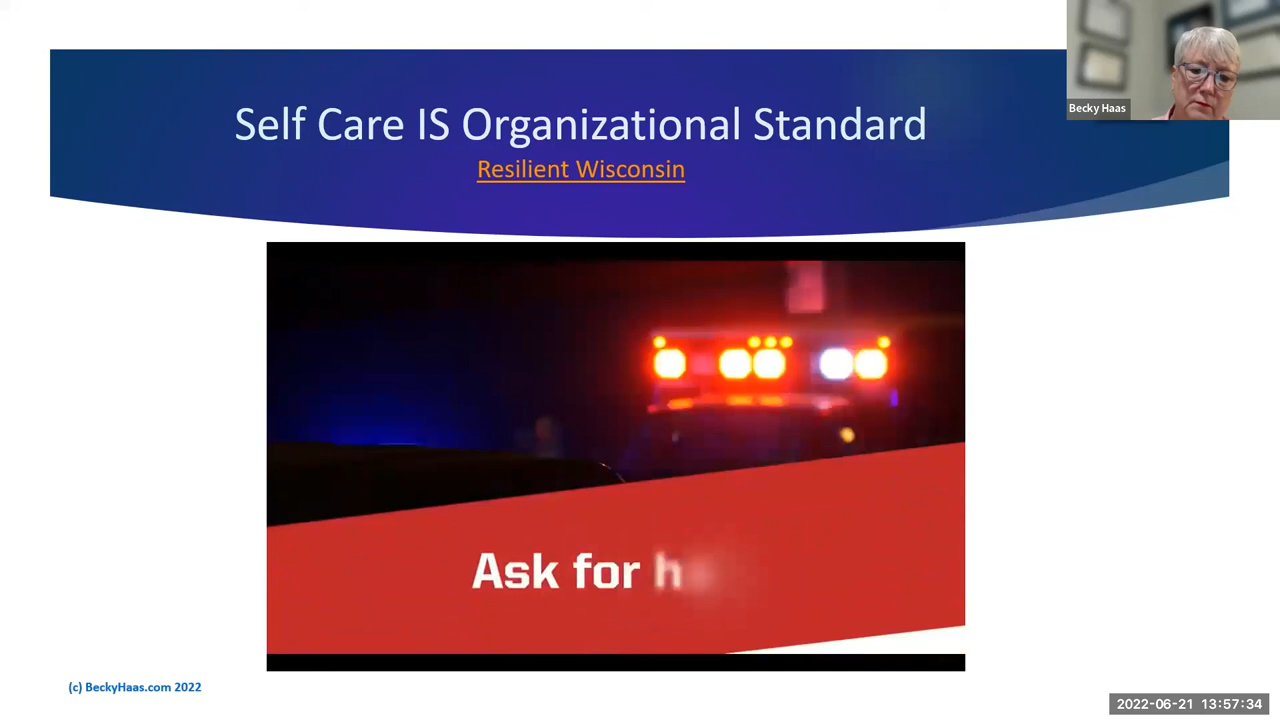 Self Care IS Organizational Standard
Resilient Wisconsin
Becky Haas
Ask for
(c) BeckyHaas.com 2022
2022-06-21 13:57:34